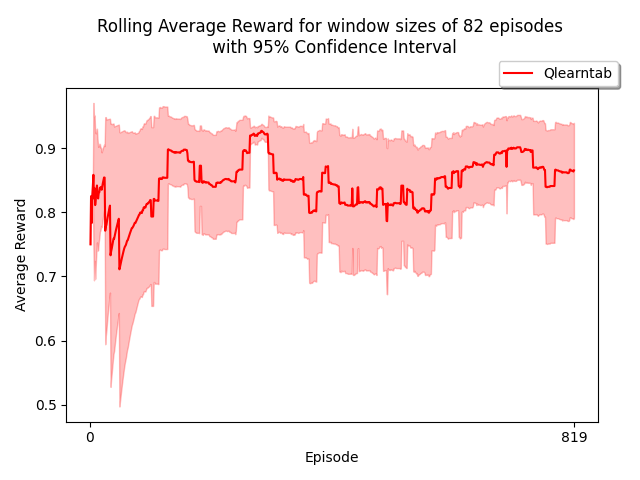 Rolling Average Reward for window sizes of 82 episodes
with 95% Confidence Interval
Qlearntab
Average Reward
0.9
0.8
0.7
0.6
0.5
0
819
Episode